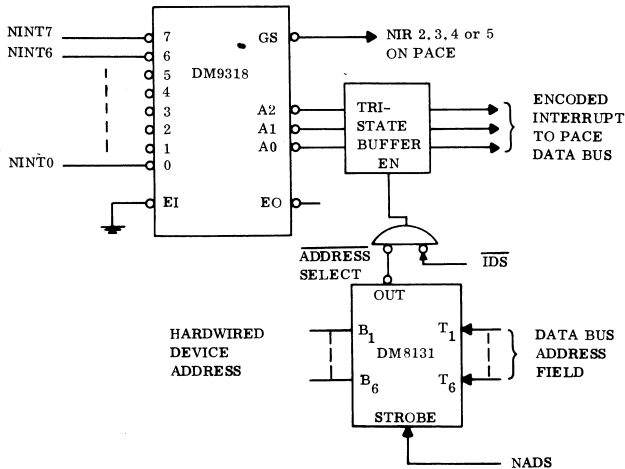 NINT7
7
GS
NIR 2, 3, 4 or 5
ON PACE
NINT6
6
5
DM9318
4
3
2
1
NINT0
0
A2
A1
A0
TRI-
STATE
BUFFER
EN
ENCODED
INTERRUPT
TO PACE
DATA BUS
EI
EO
ADDRESS
SELECT
IDS
OUT
HARDWIRED
DEVICE
ADDRESS
B1
B6
T1
T6
DM8131
DATA BUS
ADDRESS
FIELD
STROBE
NADS